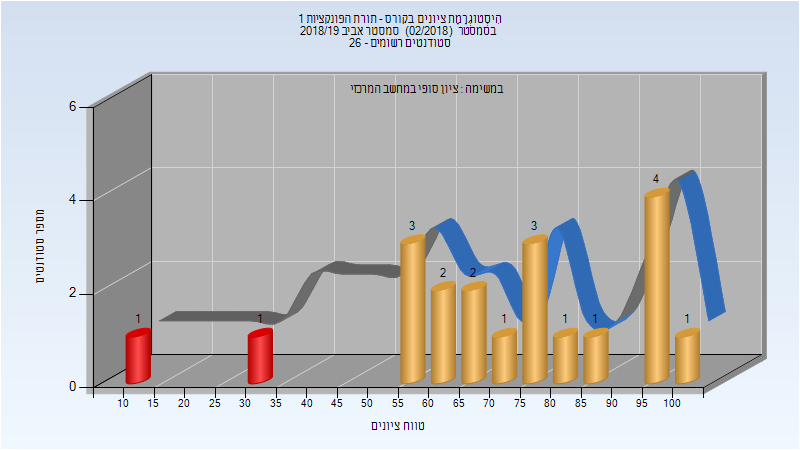 היסטוגרמת ציונים בקורס - תורת הפונקציות 1
בסמסטר (02/2018) סמסטר אביב 2018/19
סטודנטים רשומים - 26
במשימה : ציון סופי במחשב המרכזי
מספר סטודנטים
6
4
2
0
1
1
3
2
2
1
3
1
1
4
1
10 15 20 25 30 35 40 45 50 55 60 65 70 75 80 85 90 95 100
טווח ציונים